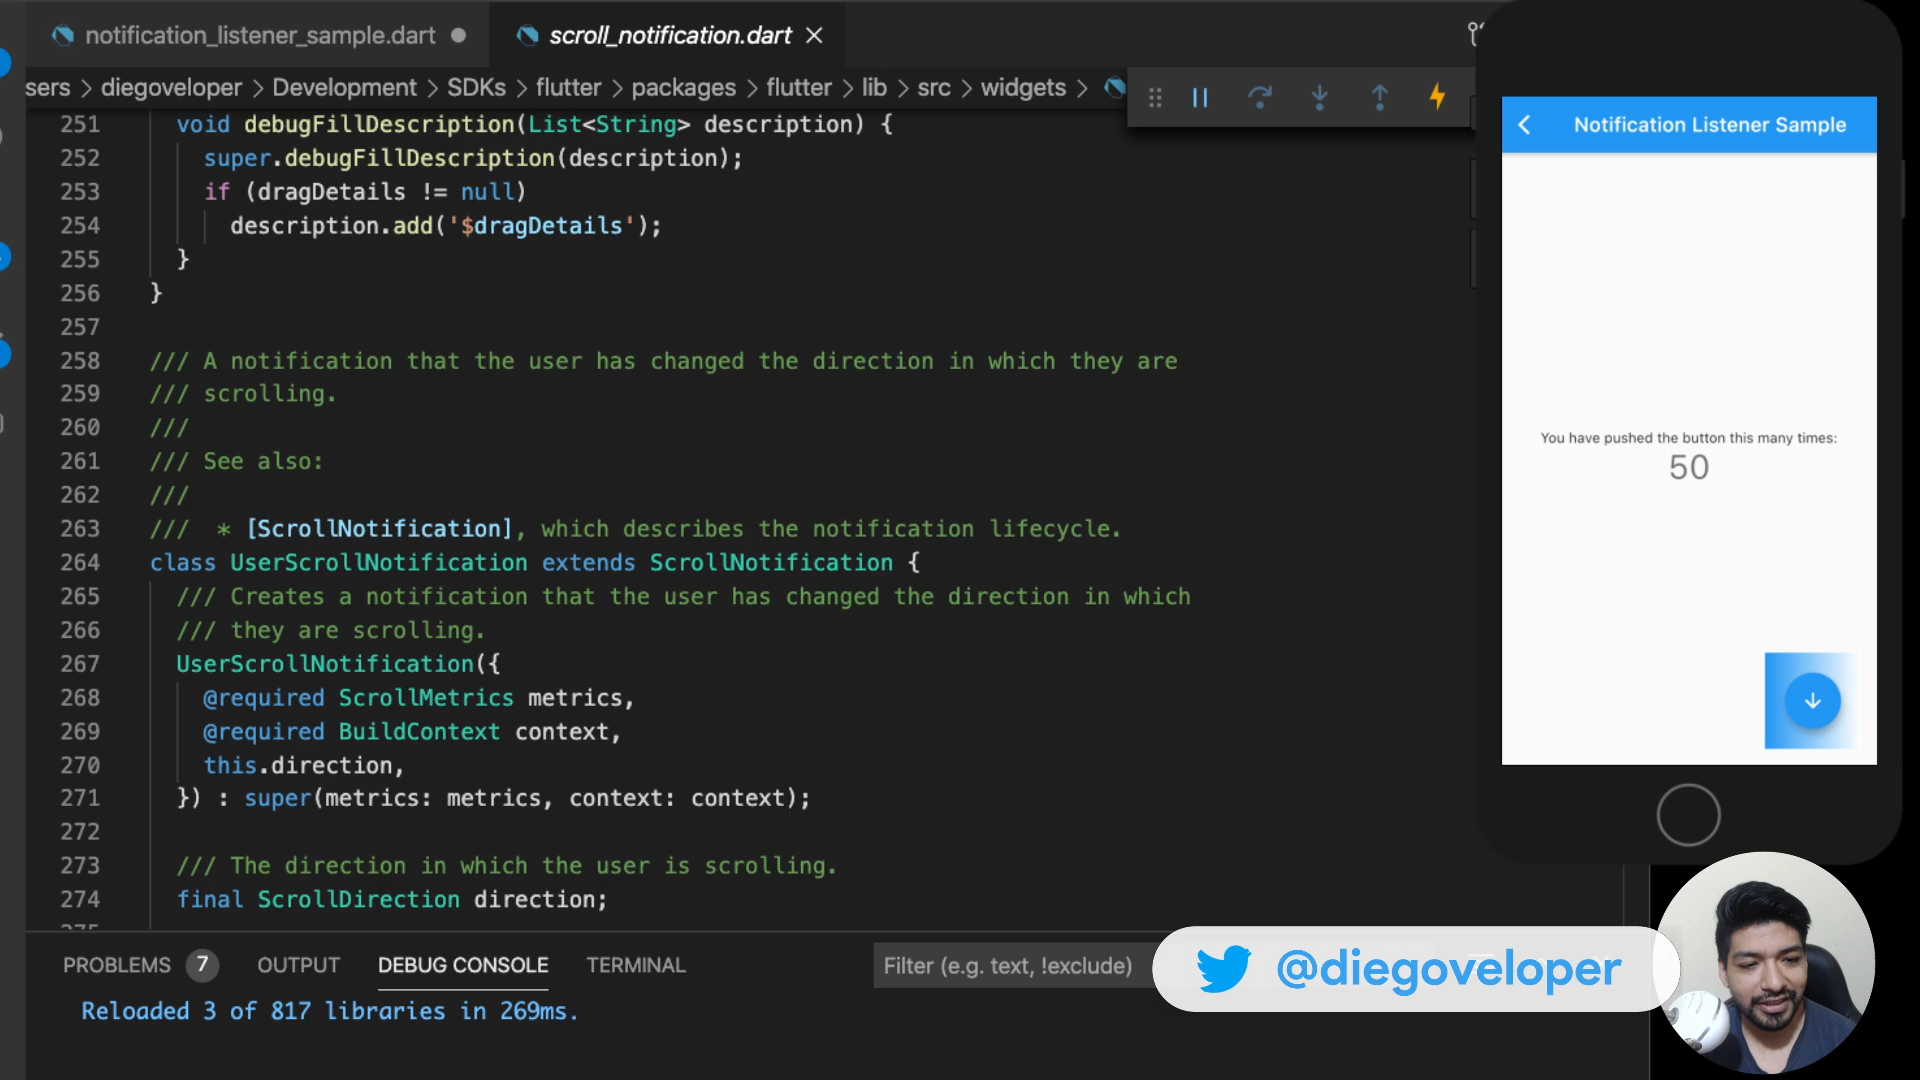 notification_listener_sample.dart
scroll_notification.dart
sers > diegoveloper > Development > SDKs > flutter > packages > flutter > lib > src > widgets >
251 void debugFillDescription(List<String> description) {
252 super.debugFillDescription(description);
253 if (dragDetails != null)
254 description.add('$dragDetails');
255 }
256 }
257
258 /// A notification that the user has changed the direction in which they are
259 /// scrolling.
260 ///
261 /// See also:
262 ///
263 /// * [ScrollNotification], which describes the notification lifecycle.
264 class UserScrollNotification extends ScrollNotification {
265 /// Creates a notification that the user has changed the direction in which
266 /// they are scrolling.
267 UserScrollNotification({
268 @required ScrollMetrics metrics,
269 @required BuildContext context,
270 this.direction,
271 }) : super(metrics: metrics, context: context);
272
273 /// The direction in which the user is scrolling.
274 final ScrollDirection direction;
275
PROBLEMS 7 OUTPUT DEBUG CONSOLE TERMINAL
Filter (e.g. text, !exclude)
Reloaded 3 of 817 libraries in 269ms.
Notification Listener Sample
You have pushed the button this many times:
50
@diegoveloper